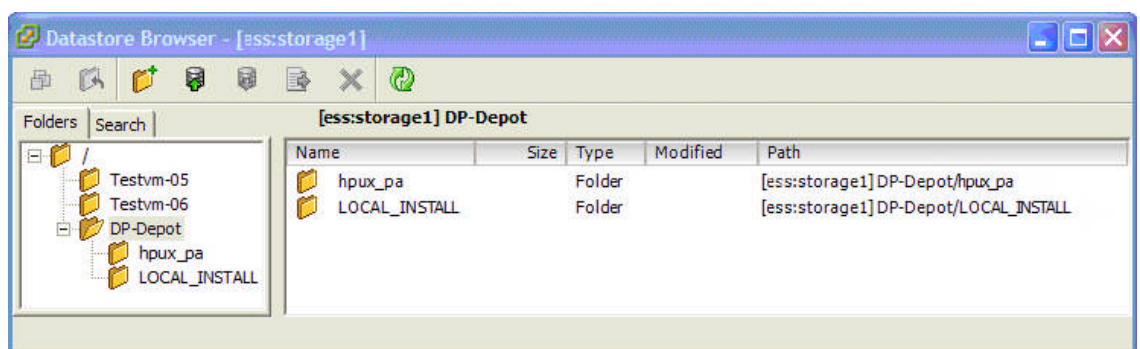 Datastore Browser - [ess:storage1]
Folders Search [ess:storage1] DP-Depot
Name Size Type Modified Path
/
Testvm-05
Testvm-06
DP-Depot
hpux_pa
LOCAL_INSTALL
hpux_pa Folder [ess:storage1] DP-Depot/hpux_pa
LOCAL_INSTALL Folder [ess:storage1] DP-Depot/LOCAL_INSTALL